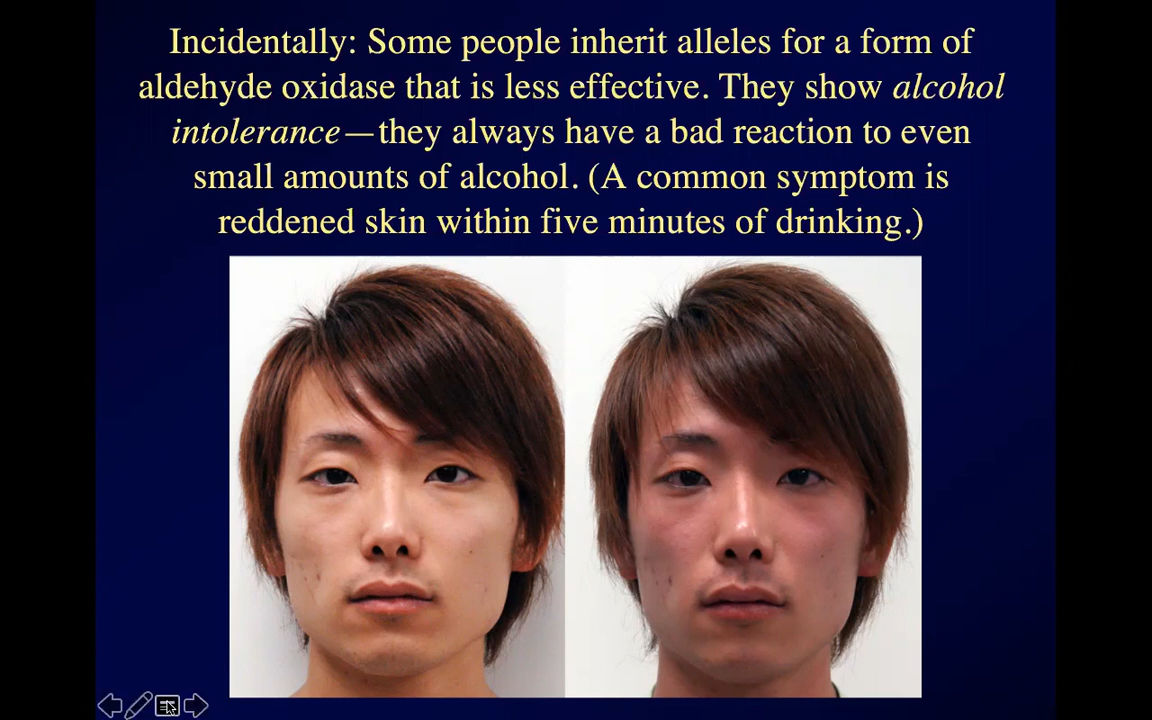 Incidentally: Some people inherit alleles for a form of
aldehyde oxidase that is less effective. They show alcohol
intolerance—they always have a bad reaction to even
small amounts of alcohol. (A common symptom is
reddened skin within five minutes of drinking.)